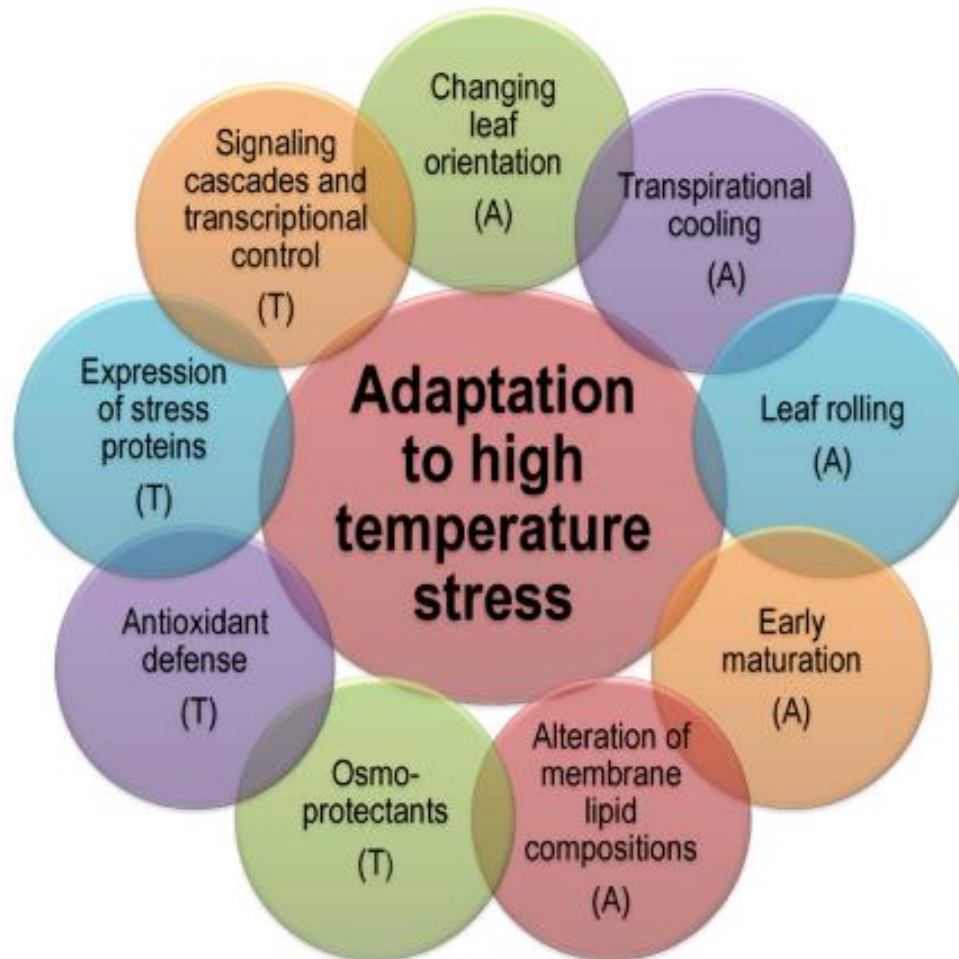 Changing
leaf
orientation
(A)
Transpirational
cooling
(A)
Leaf rolling
(A)
Early
maturation
(A)
Alteration of
membrane
lipid
compositions
(A)
Osmo-
protectants
(T)
Antioxidant
defense
(T)
Expression
of stress
proteins
(T)
Signaling
cascades and
transcriptional
control
(T)
Adaptation
to high
temperature
stress